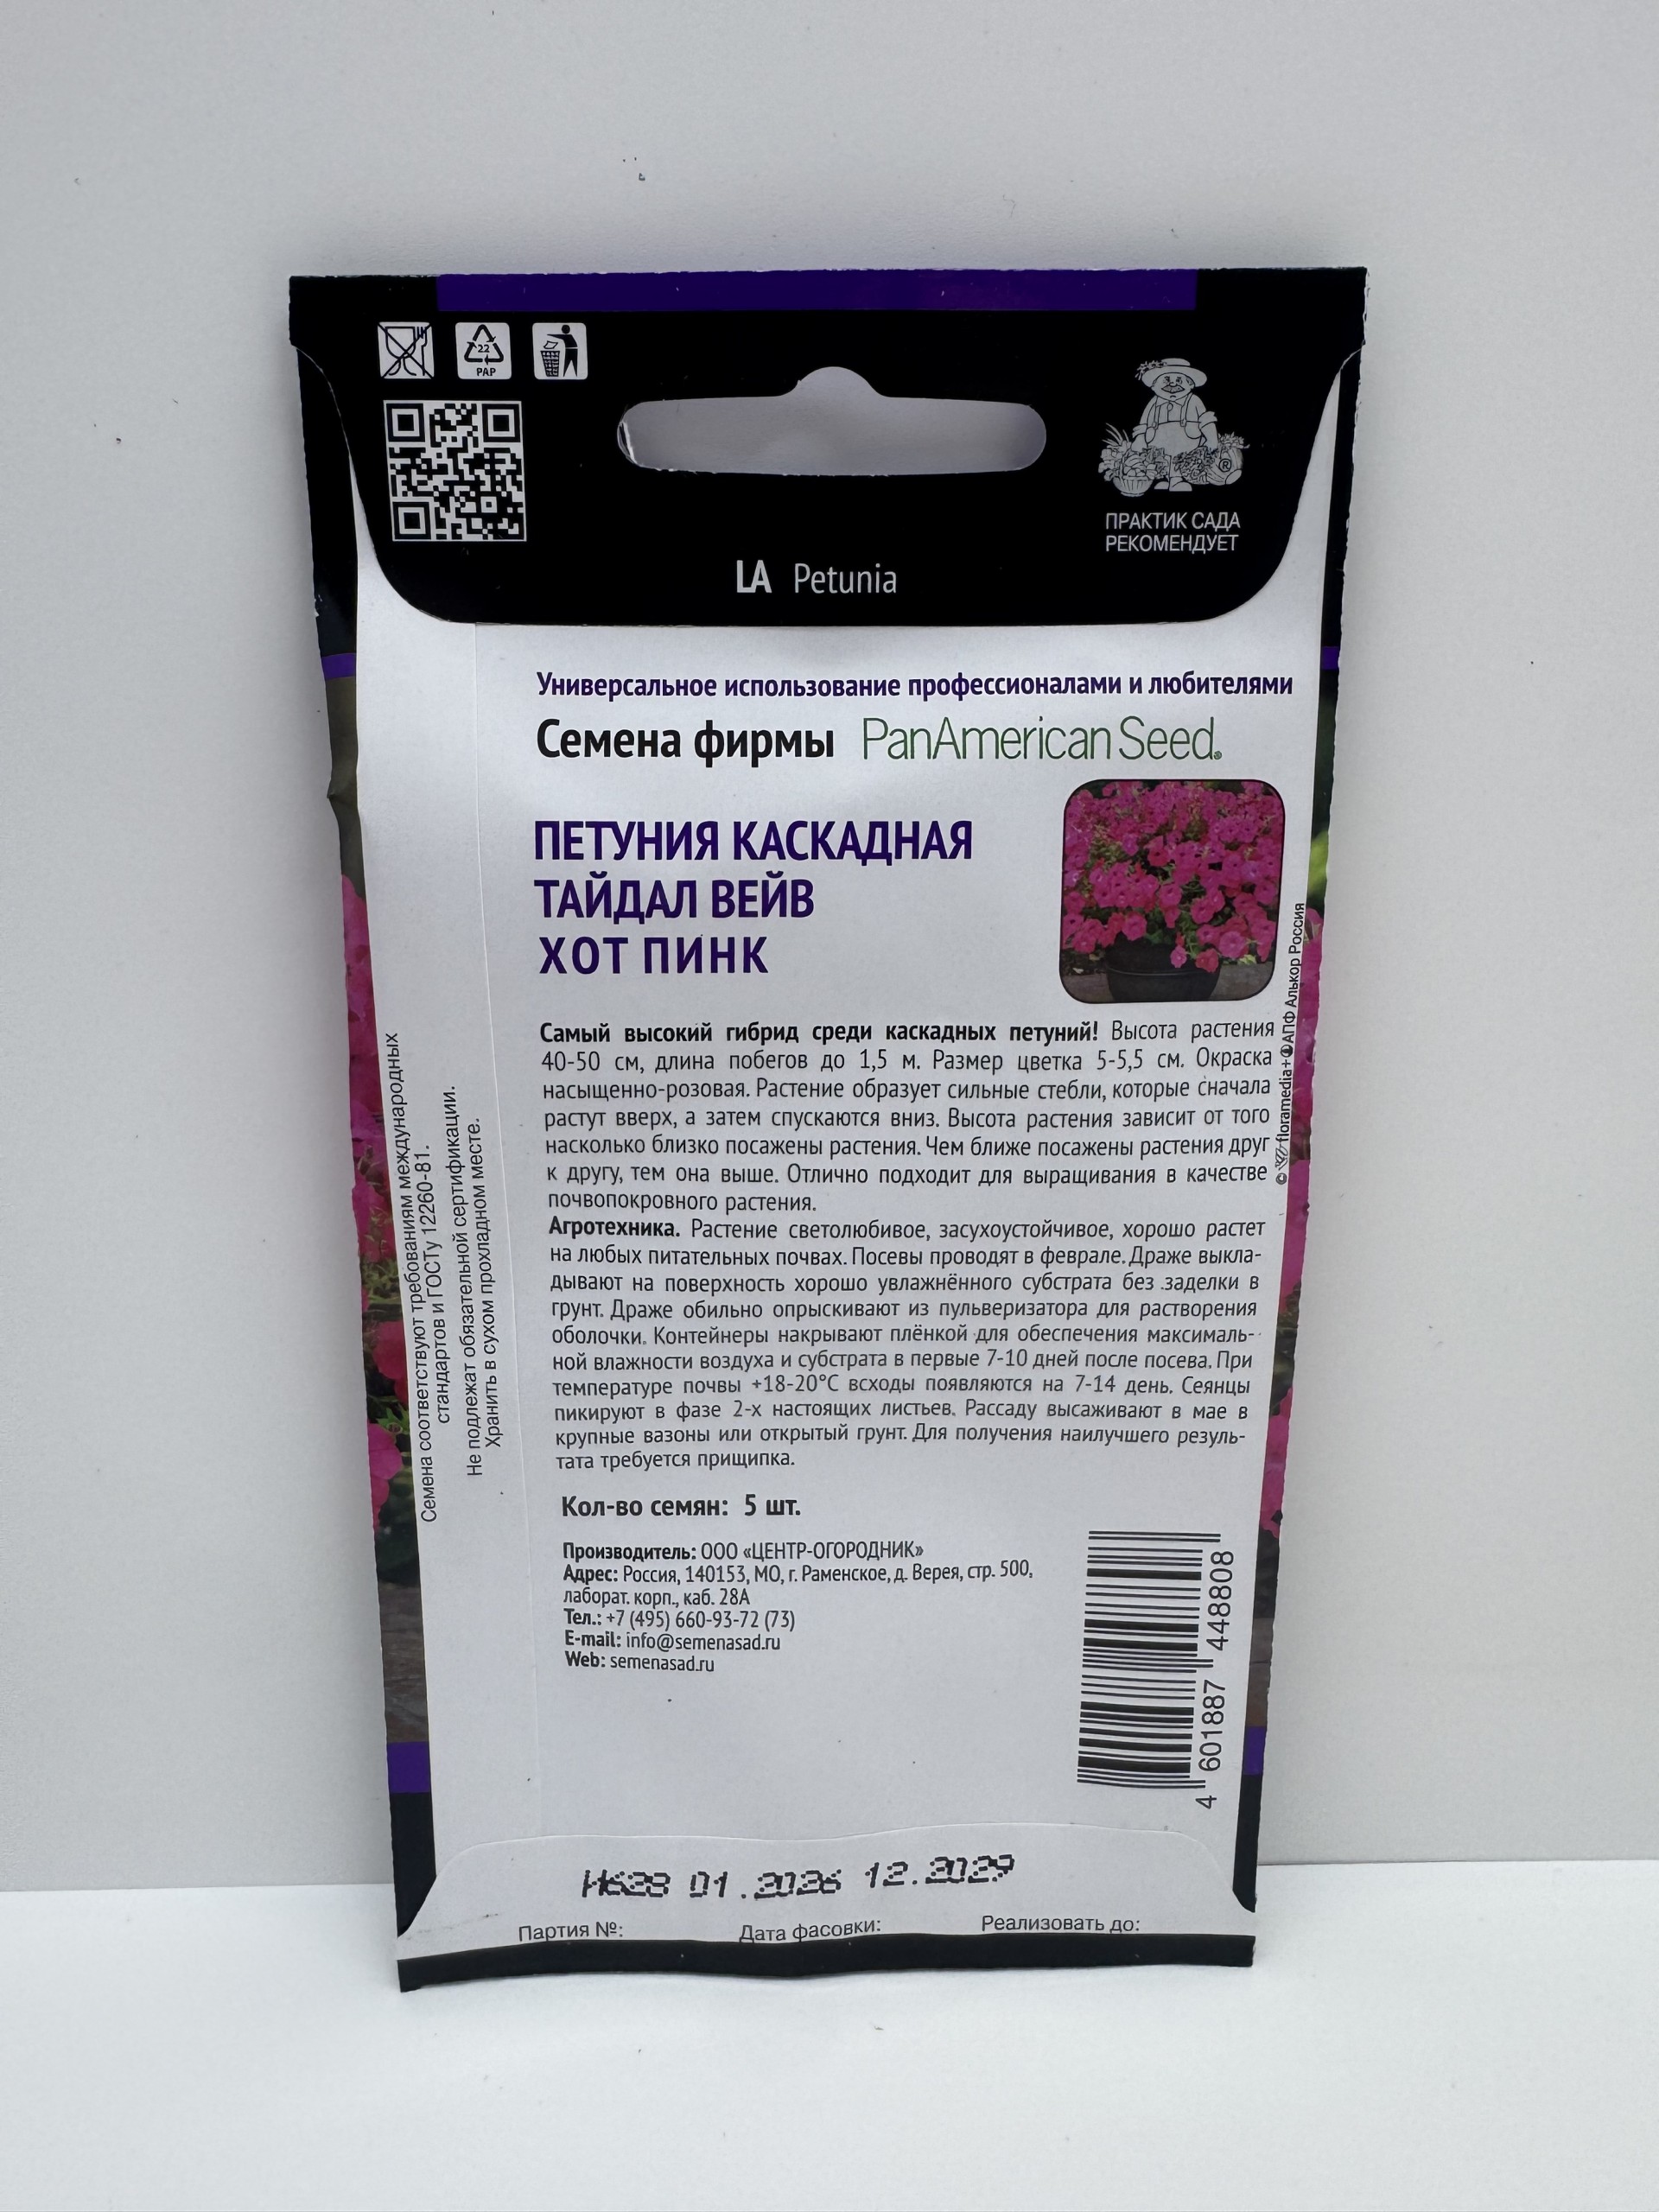 22
PAP
®
ПРАКТИК САДА
РЕКОМЕНДУЕТ
LA Petunia
Универсальное использование профессионалами и любителями
Семена фирмы PanAmerican Seed®
ПЕТУНИЯ КАСКАДНАЯ
ТАЙДАЛ ВЕЙВ
ХОТ ПИНК
© floramedia+ АПФ Алькор Россия
Самый высокий гибрид среди каскадных петуний! Высота растения
40-50 см, длина побегов до 1,5 м. Размер цветка 5-5,5 см. Окраска
насыщенно-розовая. Растение образует сильные стебли, которые сначала
растут вверх, а затем спускаются вниз. Высота растения зависит от того
насколько близко посажены растения. Чем ближе посажены растения друг
к другу, тем она выше. Отлично подходит для выращивания в качестве
почвопокровного растения.
Агротехника. Растение светолюбивое, засухоустойчивое, хорошо растет
на любых питательных почвах. Посевы проводят в феврале. Драже выкла-
дывают на поверхность хорошо увлажнённого субстрата без заделки в
грунт. Драже обильно опрыскивают из пульверизатора для растворения
оболочки. Контейнеры накрывают плёнкой для обеспечения максималь-
ной влажности воздуха и субстрата в первые 7-10 дней после посева. При
температуре почвы +18-20°С всходы появляются на 7-14 день. Сеянцы
пикируют в фазе 2-х настоящих листьев. Рассаду высаживают в мае в
крупные вазоны или открытый грунт. Для получения наилучшего резуль-
тата требуется прищипка.
Семена соответствуют требованиям международных
стандартов и ГОСТу 12260-81.
Не подлежат обязательной сертификации.
Хранить в сухом прохладном месте.
Кол-во семян: 5 шт.
Производитель: ООО «ЦЕНТР-ОГОРОДНИК»
Адрес: Россия, 140153, МО, г. Раменское, д. Верея, стр. 500,
лаборат. корп., каб. 28А
Тел.: +7 (495) 660-93-72 (73)
E-mail: info@semenasad.ru
Web: semenasad.ru
4 601887 448808
И628 01.2026 12.2029
Партия №: Дата фасовки: Реализовать до: